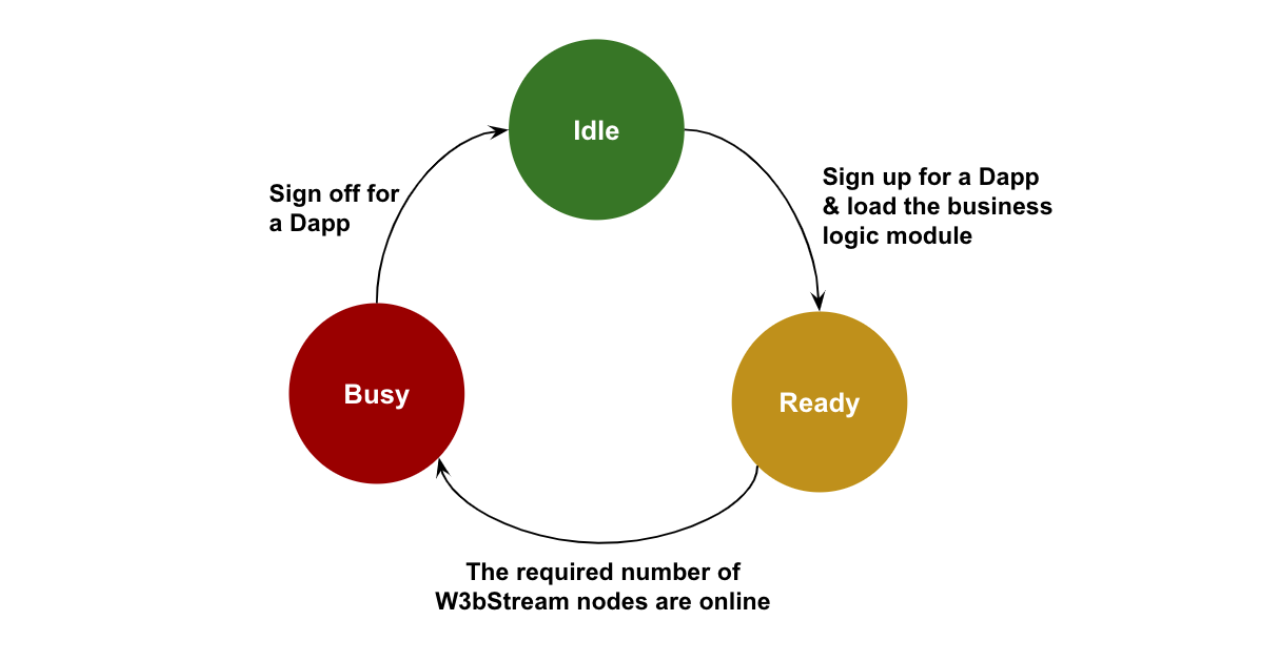 Idle
Sign off for
a Dapp
Sign up for a Dapp
& load the business
logic module
Busy
Ready
The required number of
W3bStream nodes are online